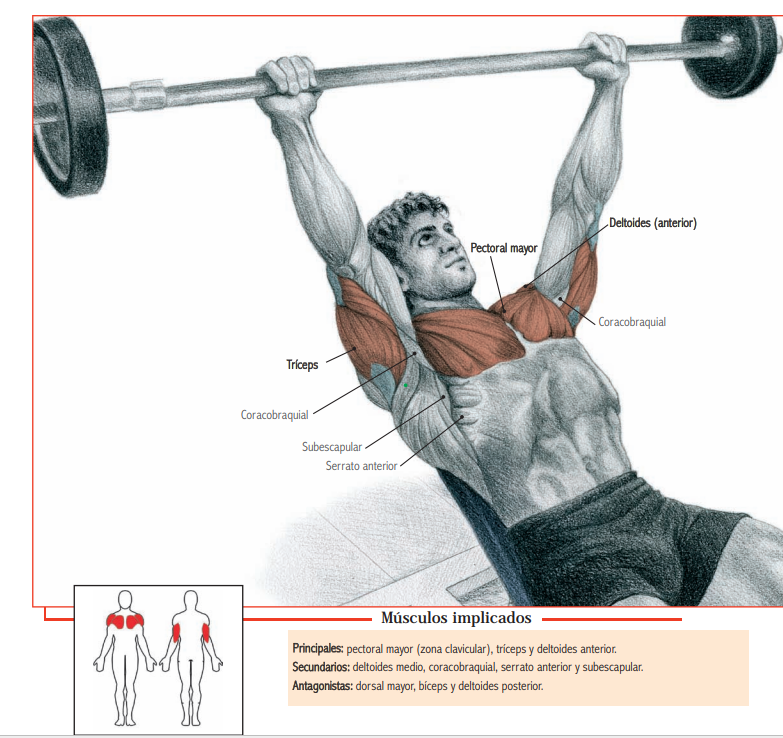 Deltoides (anterior)
Pectoral mayor
Coracobraquial
Tríceps
Coracobraquial
Subescapular
Serrato anterior
Músculos implicados
Principales: pectoral mayor (zona clavicular), tríceps y deltoides anterior.
Secundarios: deltoides medio, coracobraquial, serrato anterior y subescapular.
Antagonistas: dorsal mayor, bíceps y deltoides posterior.